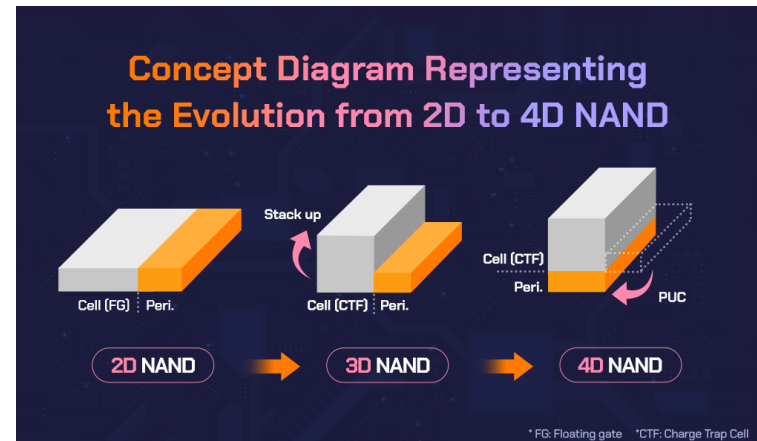 Concept Diagram Representing
the Evolution from 2D to 4D NAND
Stack up
Cell (FG) Peri.
Cell (CTF) Peri.
Cell (CTF)
Peri.
PUC
2D NAND
3D NAND
4D NAND
* FG: Floating gate *CTF: Charge Trap Cell